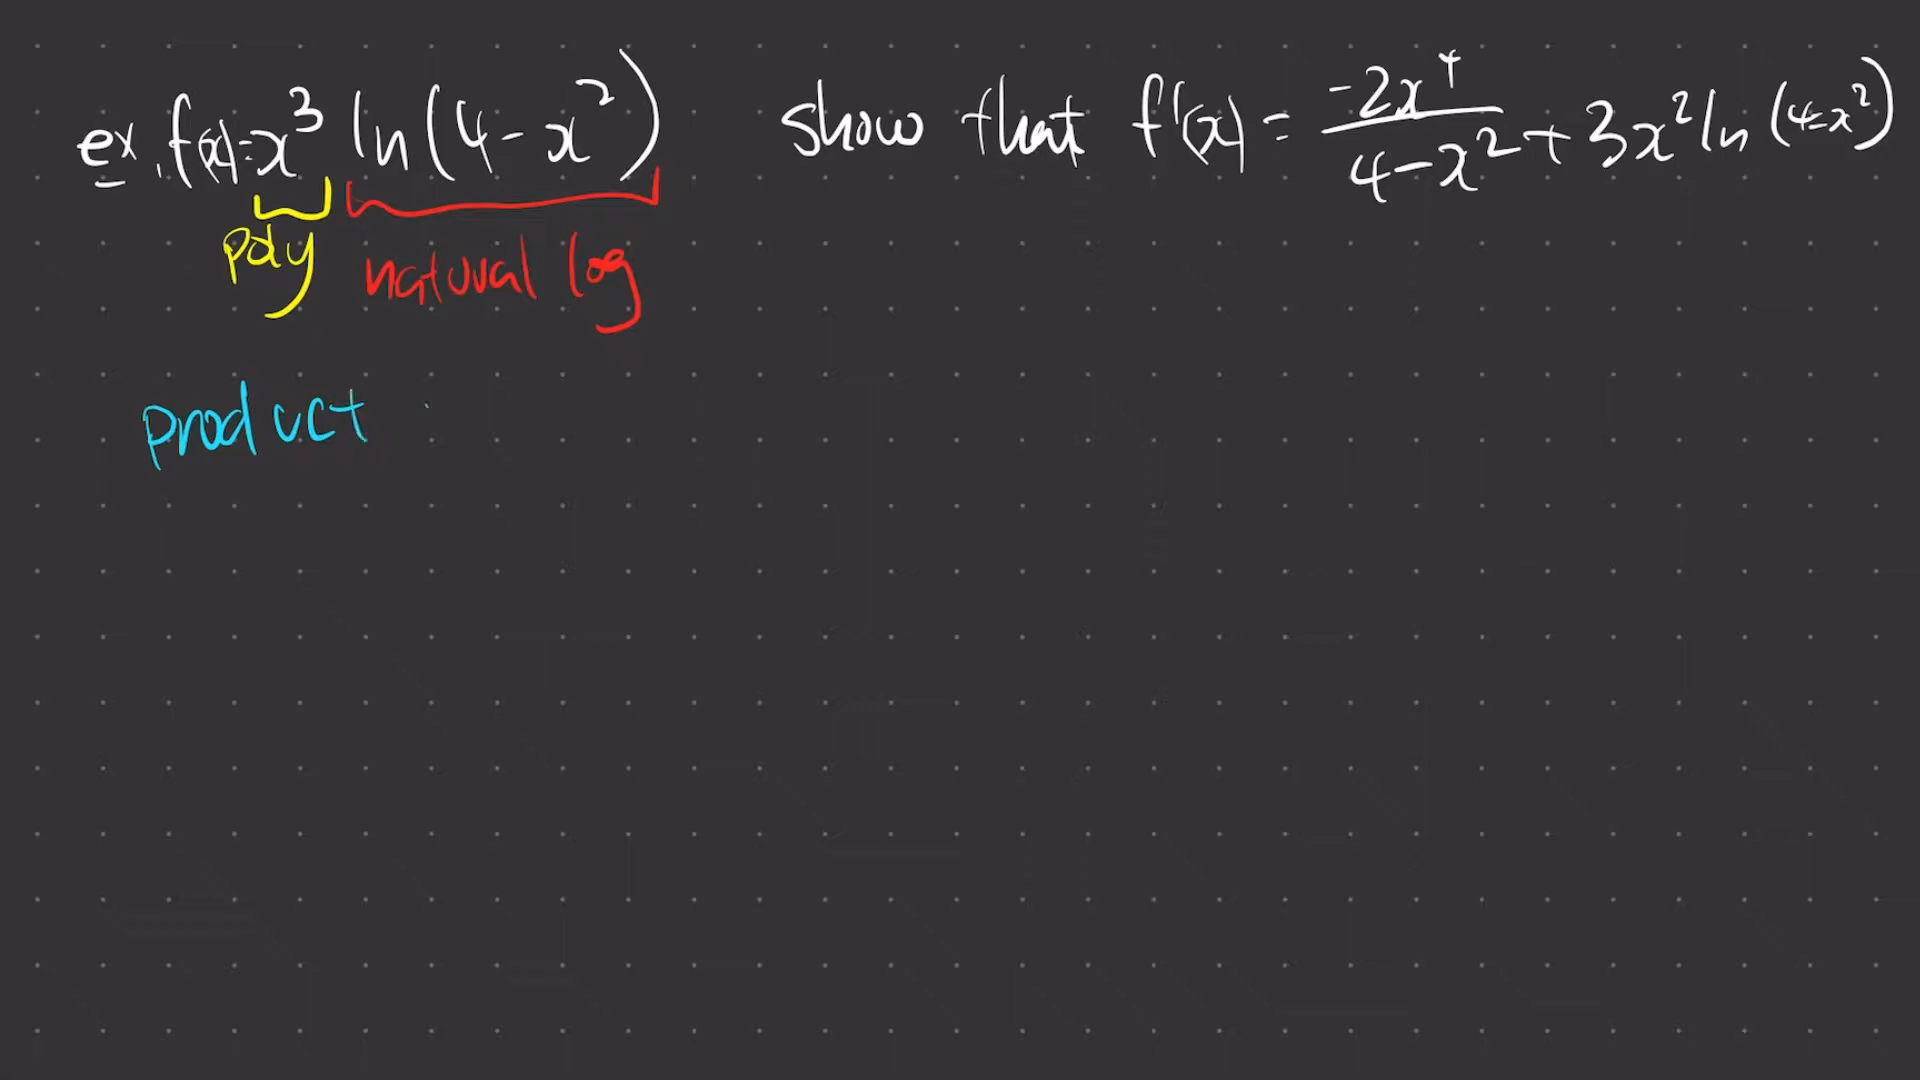 ex. f(x)=x³ ln(4-x²) show that f'(x) = -2x⁴/4-x² + 3x² ln(4-x²)
poly natural log
product